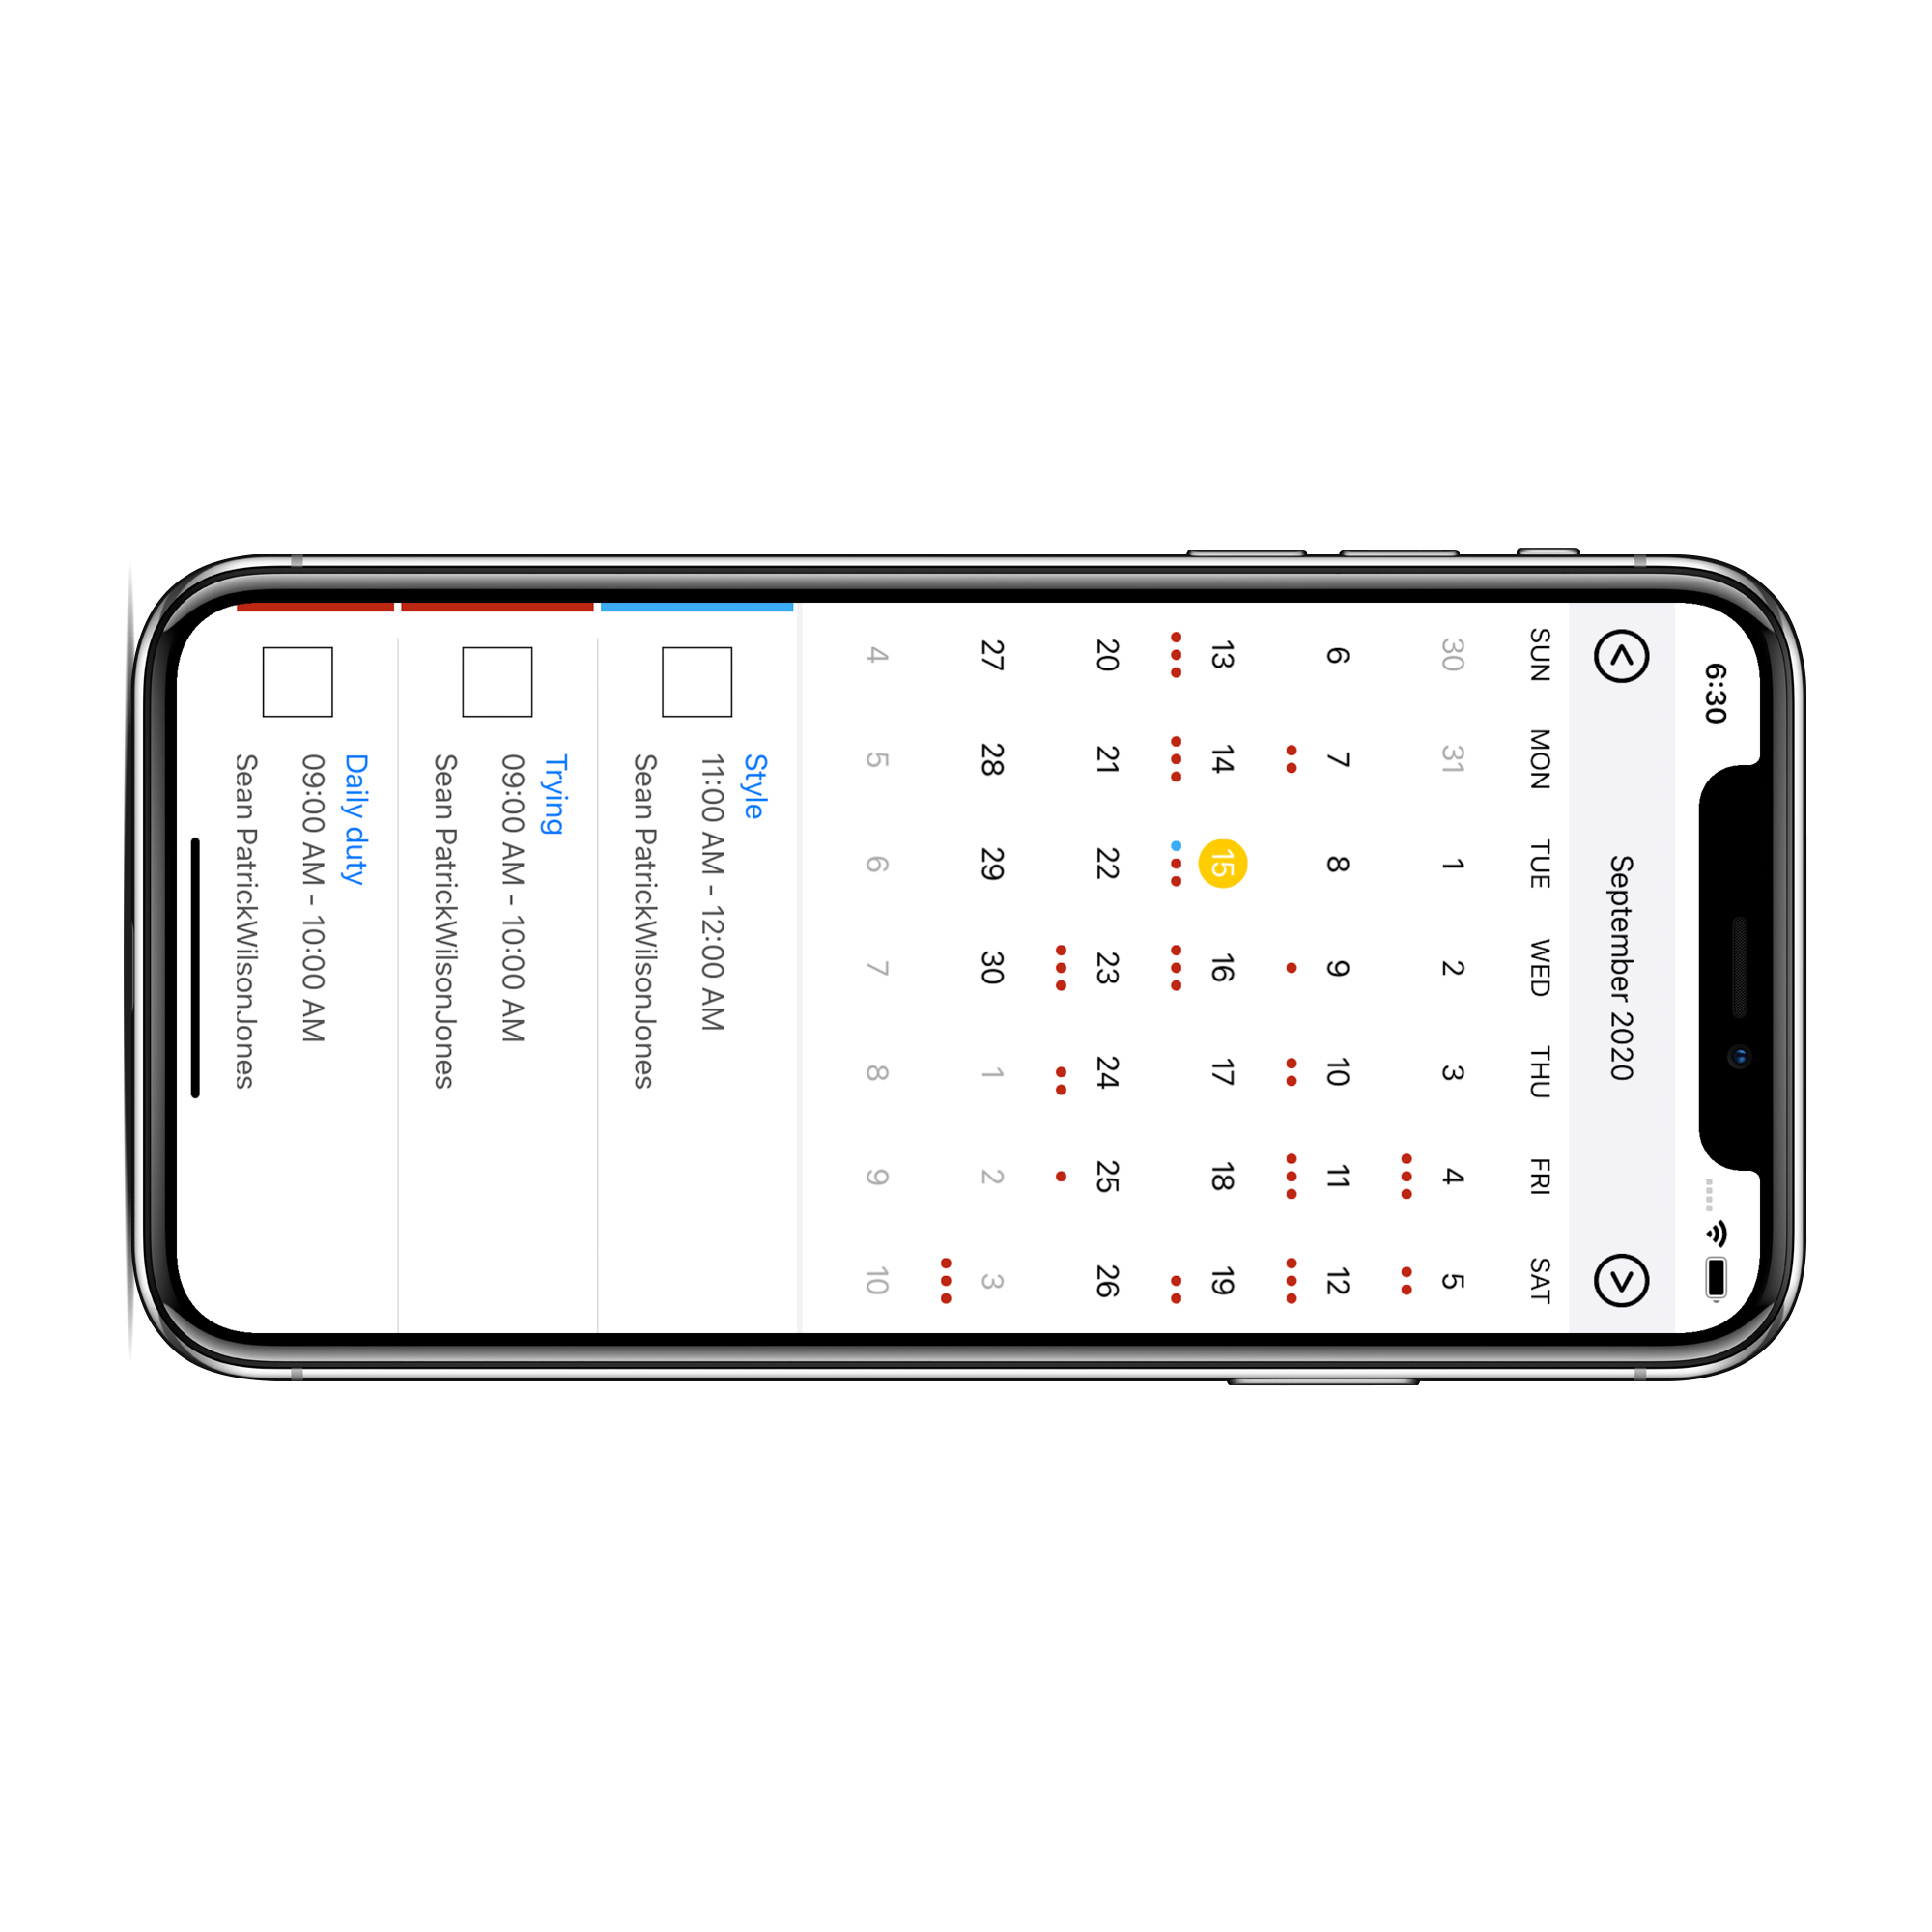 6:30
September 2020
SUN MON TUE WED THU FRI SAT
30 31 1 2 3 4 5
6 7 8 9 10 11 12
13 14 15 16 17 18 19
20 21 22 23 24 25 26
27 28 29 30 1 2 3
4 5 6 7 8 9 10
Style
11:00 AM - 12:00 AM
Sean PatrickWilsonJones
Trying
09:00 AM - 10:00 AM
Sean PatrickWilsonJones
Daily duty
09:00 AM - 10:00 AM
Sean PatrickWilsonJones